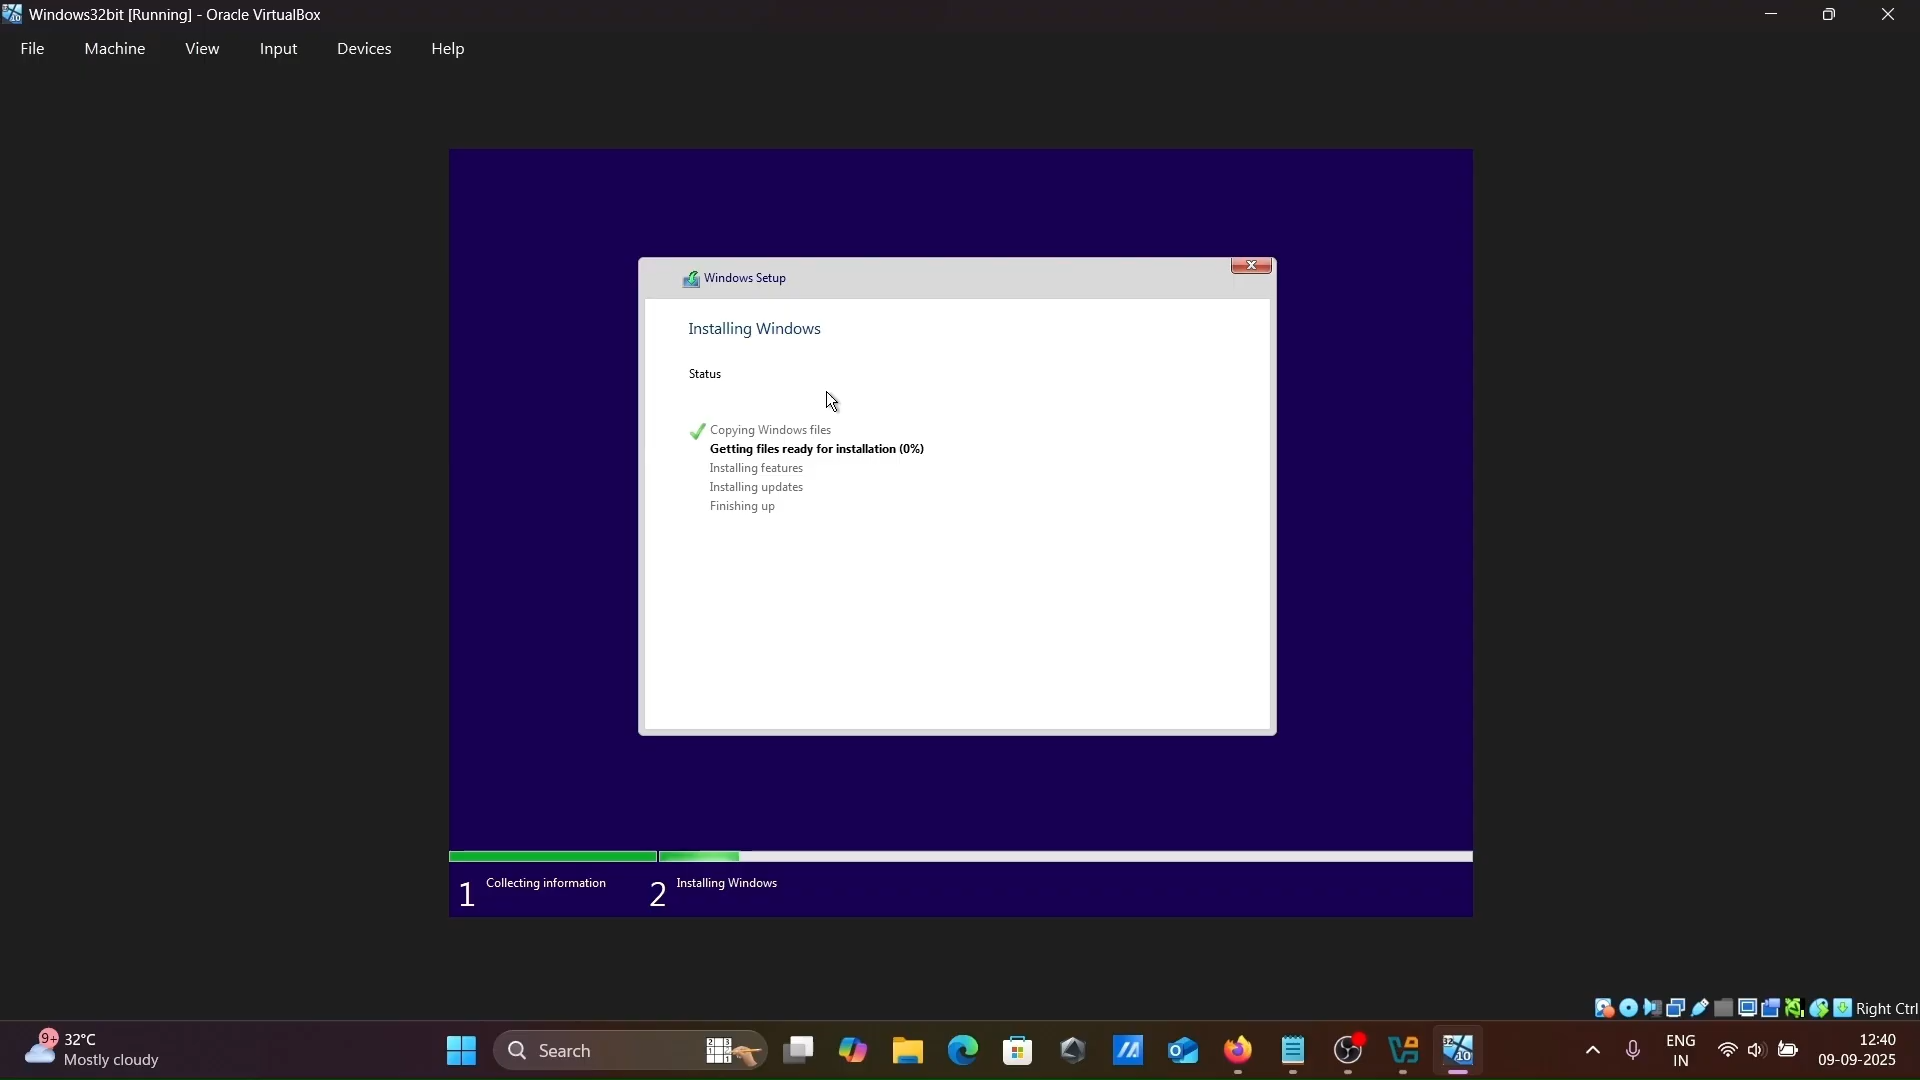 Windows32bit [Running] - Oracle VirtualBox
File Machine View Input Devices Help
Windows Setup
Installing Windows
Status
Copying Windows files
Getting files ready for installation (0%)
Installing features
Installing updates
Finishing up
1 Collecting information 2 Installing Windows
Right Ctrl
9+ 32°C
Mostly cloudy
Search
ENG
IN
12:40
09-09-2025